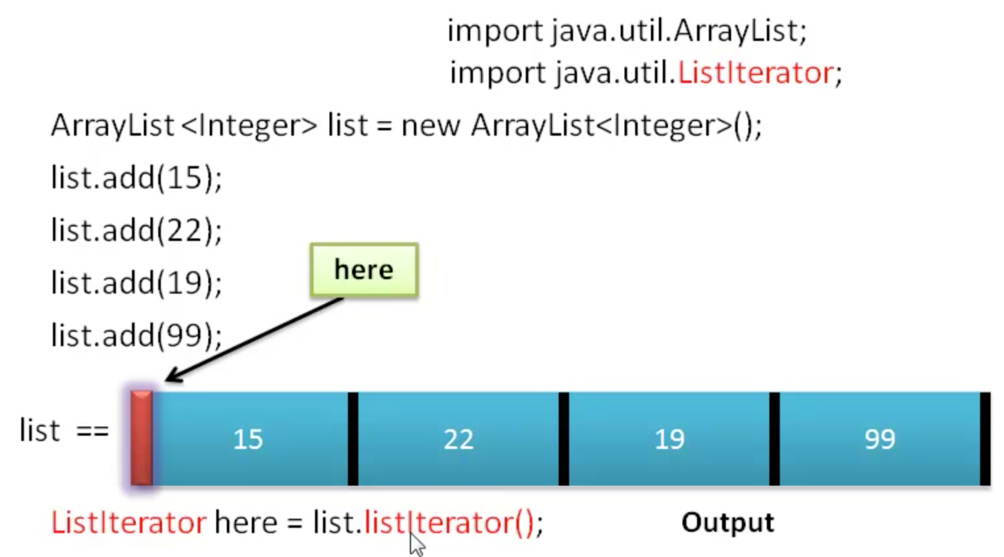 import java.util.ArrayList;
import java.util.ListIterator;
ArrayList <Integer> list = new ArrayList<Integer>();
list.add(15);
list.add(22);
list.add(19);
here
list.add(99);
list == 15 22 19 99
ListIterator here = list.listIterator(); Output